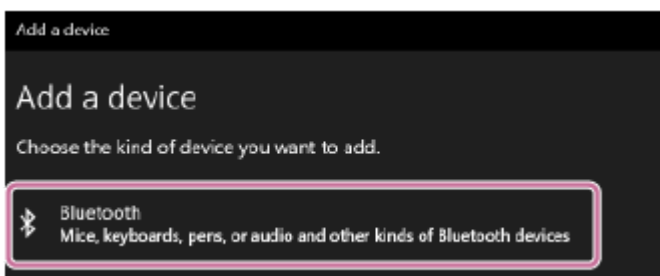 Add a device
Add a device
Choose the kind of device you want to add.
Bluetooth
Mice, keyboards, pens, or audio and other kinds of Bluetooth devices